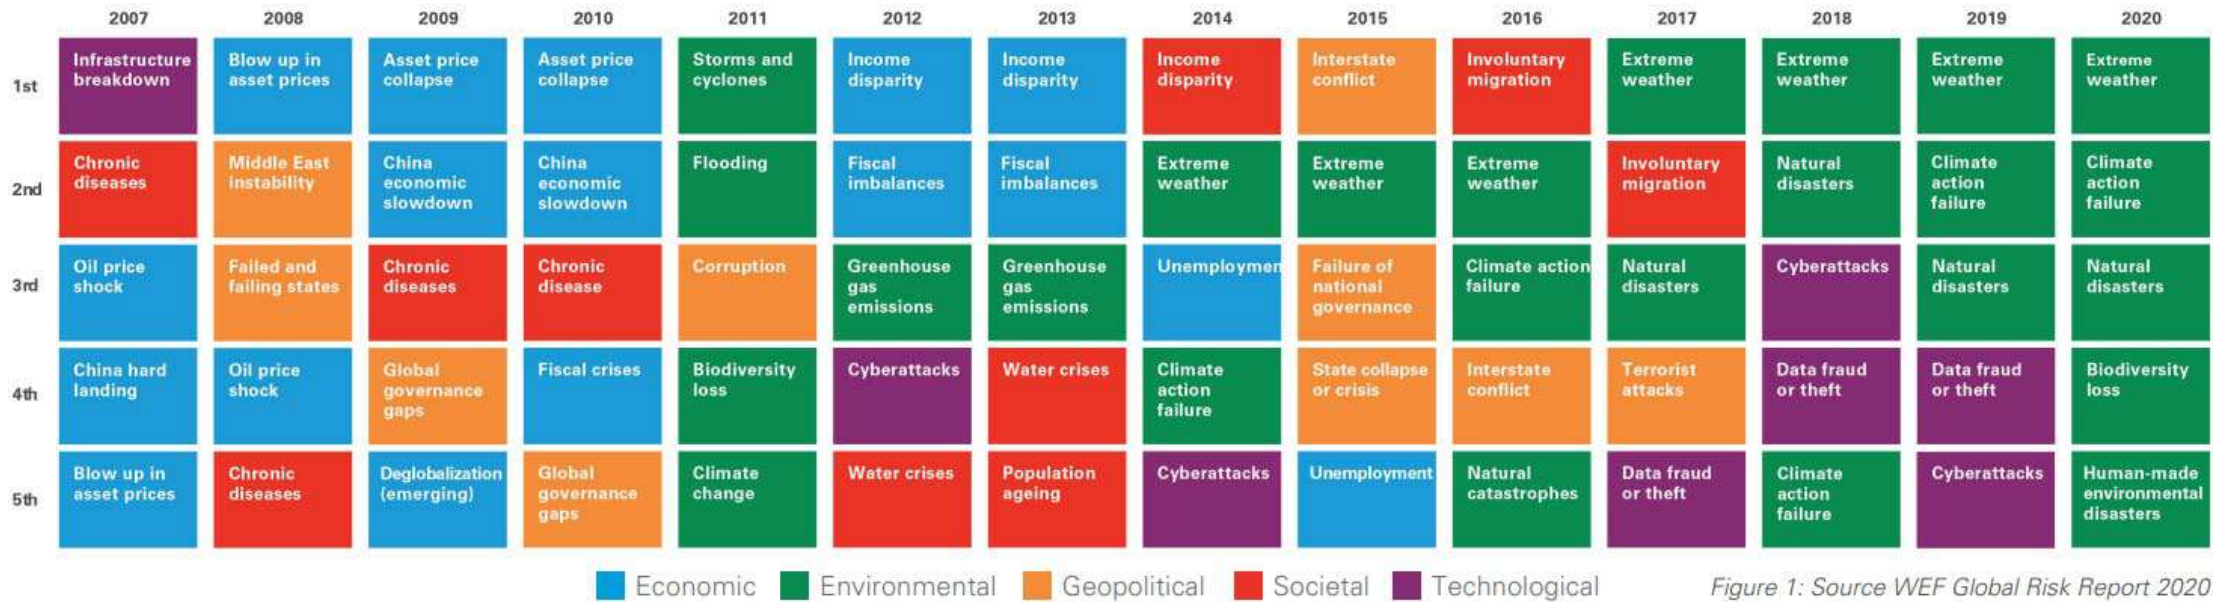 2007 2008 2009 2010 2011 2012 2013 2014 2015 2016 2017 2018 2019 2020
1st
Infrastructure
breakdown
Blow up in
asset prices
Asset price
collapse
Asset price
collapse
Storms and
cyclones
Income
disparity
Income
disparity
Income
disparity
Interstate
conflict
Involuntary
migration
Extreme
weather
Extreme
weather
Extreme
weather
Extreme
weather
2nd
Chronic
diseases
Middle East
instability
China
economic
slowdown
China
economic
slowdown
Flooding
Fiscal
imbalances
Fiscal
imbalances
Extreme
weather
Extreme
weather
Extreme
weather
Involuntary
migration
Natural
disasters
Climate
action
failure
Climate
action
failure
3rd
Oil price
shock
Failed and
failing states
Chronic
diseases
Chronic
disease
Corruption
Greenhouse
gas
emissions
Greenhouse
gas
emissions
Unemploymen
Failure of
national
governance
Climate action
failure
Natural
disasters
Cyberattacks
Natural
disasters
Natural
disasters
4th
China hard
landing
Oil price
shock
Global
governance
gaps
Fiscal crises
Biodiversity
loss
Cyberattacks
Water crises
Climate
action
failure
State collapse
or crisis
Interstate
conflict
Terrorist
attacks
Data fraud
or theft
Data fraud
or theft
Biodiversity
loss
5th
Blow up in
asset prices
Chronic
diseases
Deglobalization
(emerging)
Global
governance
gaps
Climate
change
Water crises
Population
ageing
Cyberattacks
Unemployment
Natural
catastrophes
Data fraud
or theft
Climate
action
failure
Cyberattacks
Human-made
environmental
disasters
Economic Environmental Geopolitical Societal Technological
Figure 1: Source WEF Global Risk Report 2020